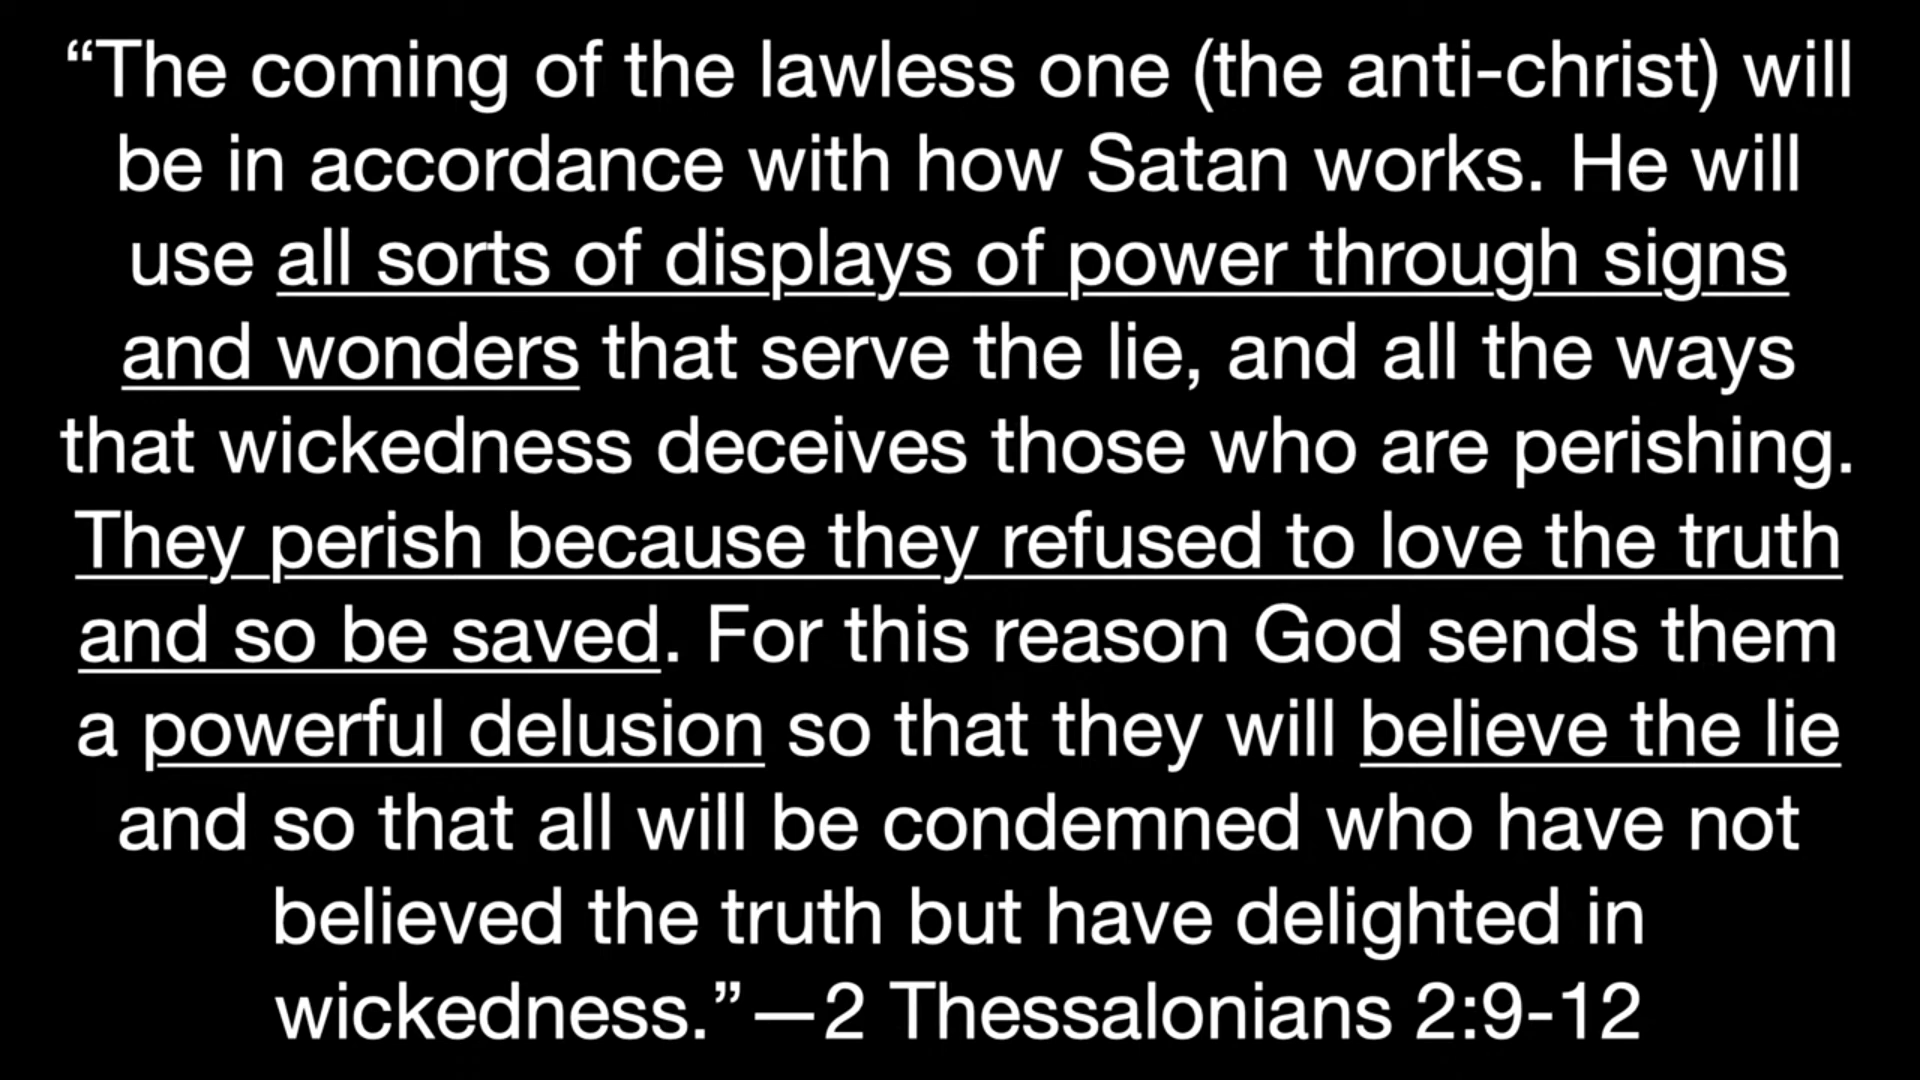 “The coming of the lawless one (the anti-christ) will
be in accordance with how Satan works. He will
use all sorts of displays of power through signs
and wonders that serve the lie, and all the ways
that wickedness deceives those who are perishing.
They perish because they refused to love the truth
and so be saved. For this reason God sends them
a powerful delusion so that they will believe the lie
and so that all will be condemned who have not
believed the truth but have delighted in
wickedness.”—2 Thessalonians 2:9-12